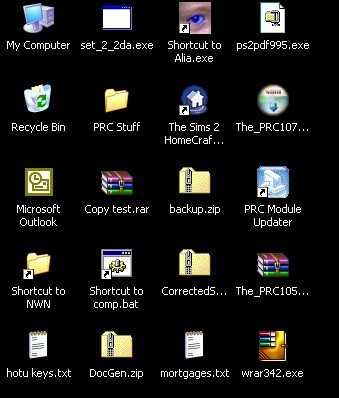 My Computer
set_2_2da.exe
Shortcut to
Alia.exe
ps2pdf995.exe
Recycle Bin
PRC Stuff
The Sims 2
HomeCraf...
The_PRC107...
Microsoft
Outlook
Copy test.rar
backup.zip
PRC Module
Updater
Shortcut to
NWN
Shortcut to
comp.bat
CorrectedS...
The_PRC105...
hotu keys.txt
DocGen.zip
mortgages.txt
wrar342.exe